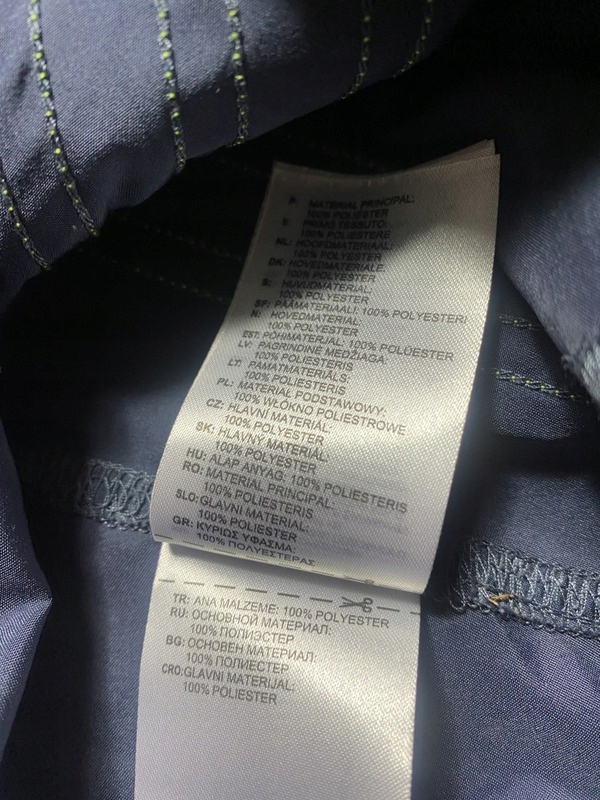 P: MATERIAL PRINCIPAL:
100% POLIESTER
I: PRIMO TESSUTO:
100% POLIESTERE
NL: HOOFDMATERIAAL:
100% POLYESTER
DK: HOVEDMATERIALE:
100% POLYESTER
S: HUVUDMATERIAL:
100% POLYESTER
SF: PÄÄMATERIAALI: 100% POLYESTERI
N: HOVEDMATERIAL
100% POLYESTER
EST: PÕHIMATERJAL: 100% POLÜESTER
LV: PAGRINDINĖ MEDŽIAGA:
100% POLIESTERIS
LT: PAMATMATERIĀLS:
100% POLIESTERIS
PL: MATERIAŁ PODSTAWOWY:
100% WŁÓKNO POLIESTROWE
CZ: HLAVNÍ MATERIÁL:
100% POLYESTER
SK: HLAVNÝ MATERIÁL:
100% POLYESTER
HU: ALAP ANYAG: 100% POLIESTERIS
RO: MATERIAL PRINCIPAL:
100% POLIESTERIS
SLO: GLAVNI MATERIAL:
100% POLIESTER
GR: ΚΥΡΙΩΣ ΥΦΑΣΜΑ:
100% ΠΟΛΥΕΣΤΕΡΑΣ
TR: ANA MALZEME: 100% POLYESTER
RU: ОСНОВНОЙ МАТЕРИАЛ:
100% ПОЛИЭСТЕР
BG: ОСНОВЕН МАТЕРИАЛ:
100% ПОЛИЕСТЕР
CRO: GLAVNI MATERIJAL:
100% POLIESTER